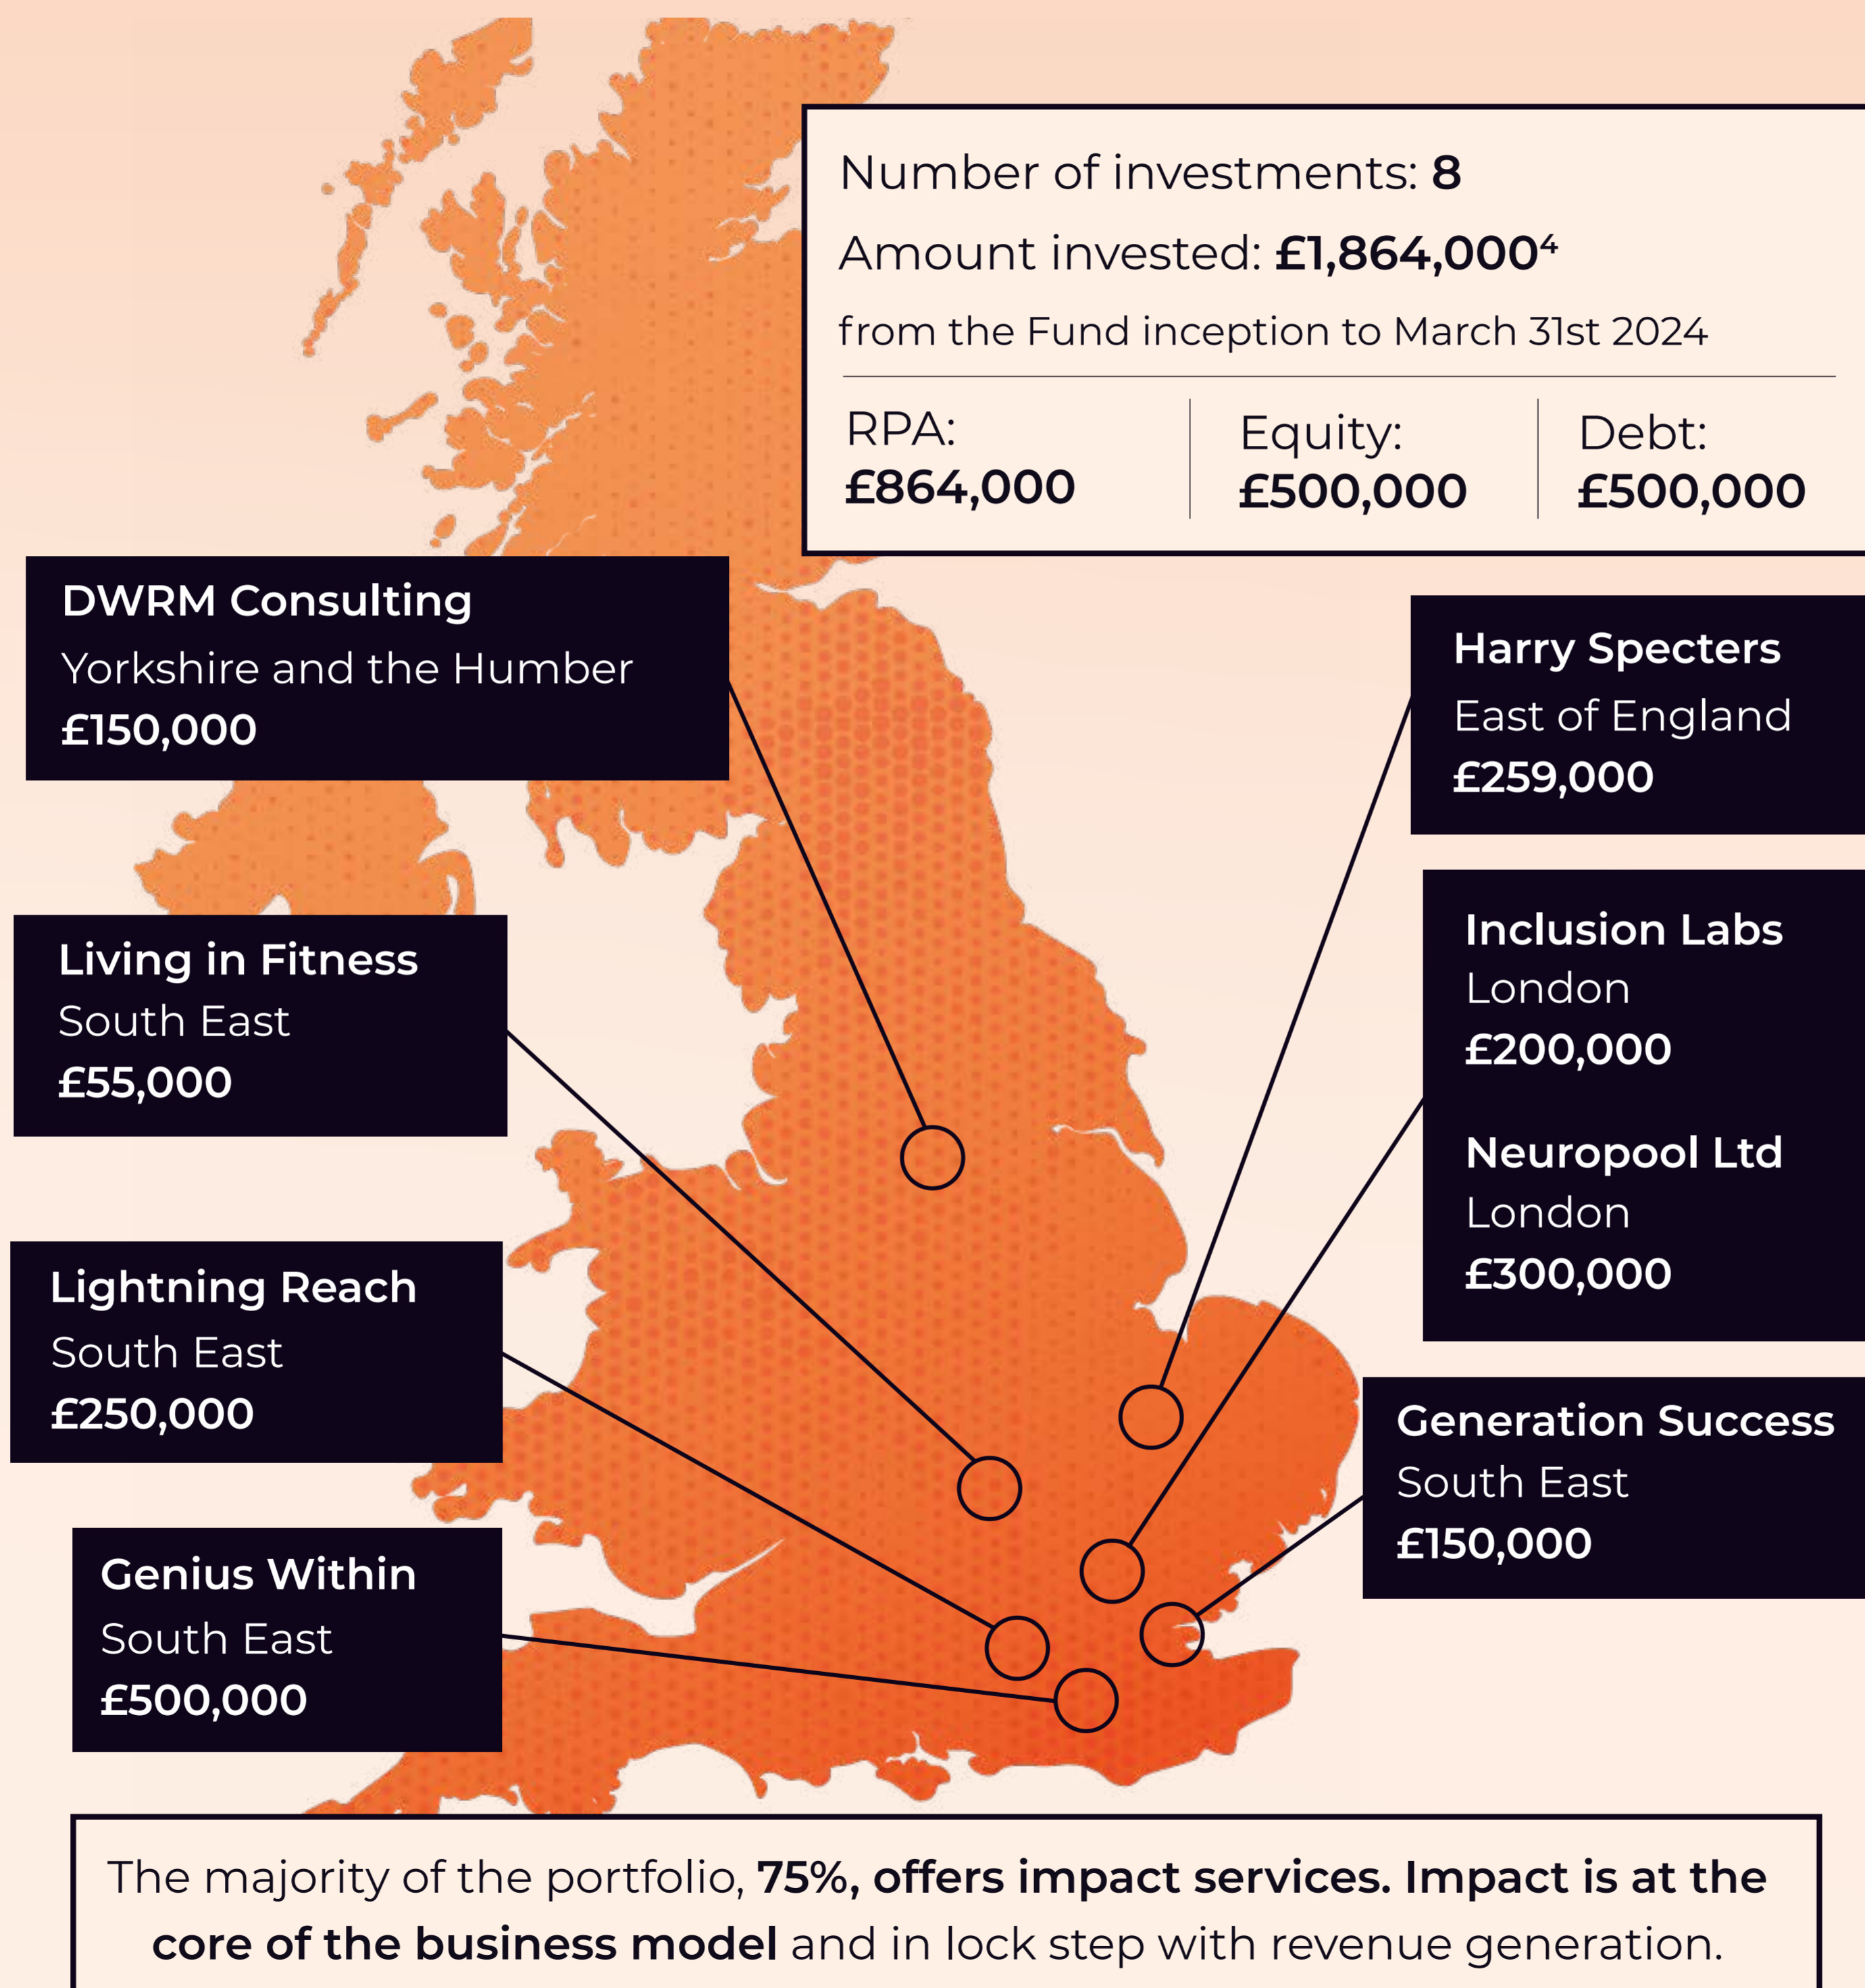 Number of investments: 8
Amount invested: £1,864,000⁴
from the Fund inception to March 31st 2024
RPA:
£864,000
Equity:
£500,000
Debt:
£500,000
DWRM Consulting
Yorkshire and the Humber
£150,000
Harry Specters
East of England
£259,000
Living in Fitness
South East
£55,000
Inclusion Labs
London
£200,000
Neuropool Ltd
London
£300,000
Lightning Reach
South East
£250,000
Generation Success
South East
£150,000
Genius Within
South East
£500,000
The majority of the portfolio, 75%, offers impact services. Impact is at the
core of the business model and in lock step with revenue generation.